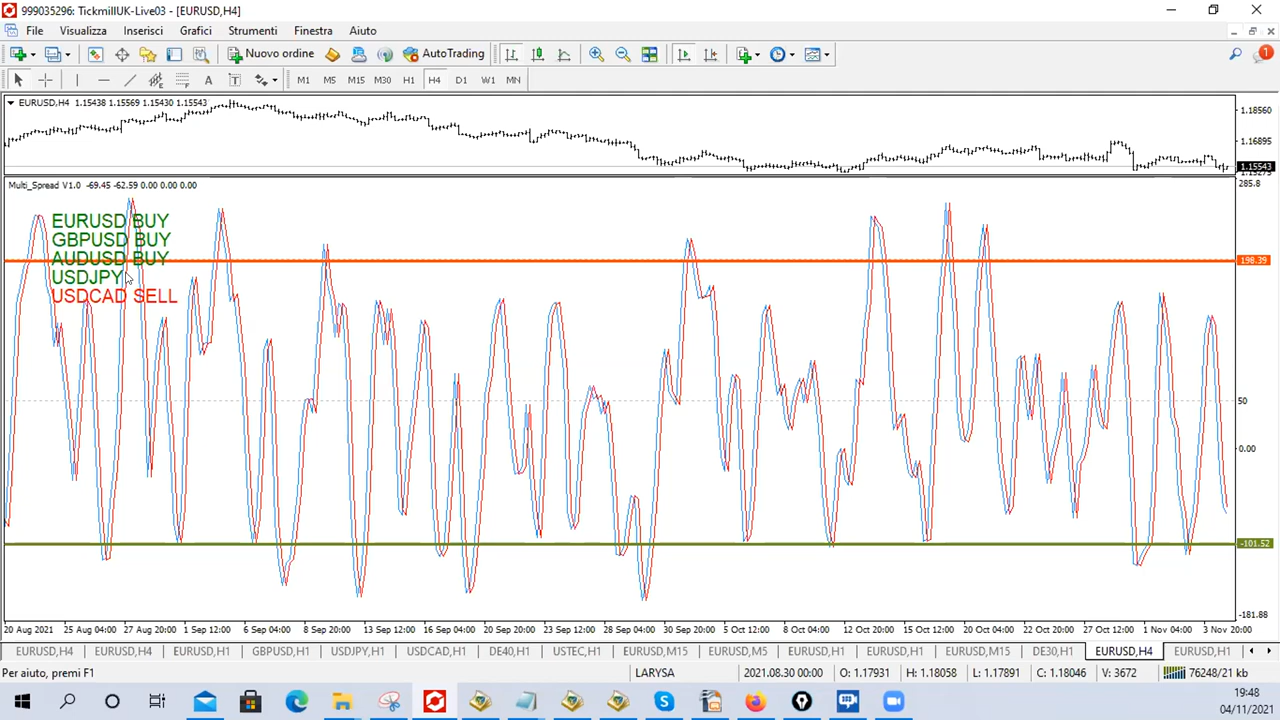 999035296: TickmillUK-Live03 - [EURUSD,H4]
File Visualizza Inserisci Grafici Strumenti Finestra Aiuto
Nuovo ordine AutoTrading 1
A T M1 M5 M15 M30 H1 H4 D1 W1 MN
EURUSD,H4 1.15438 1.15569 1.15430 1.15543
1.18560
1.16895
1.15543
Multi_Spread V1.0 -69.45 -62.59 0.00 0.00 0.00
285.8
EURUSD BUY
GBPUSD BUY
AUDUSD BUY
198.39
USDJPY
USDCAD SELL
50
0.00
-101.52
-181.88
20 Aug 2021 25 Aug 04:00 27 Aug 20:00 1 Sep 12:00 6 Sep 04:00 8 Sep 20:00 13 Sep 12:00 16 Sep 04:00 20 Sep 20:00 23 Sep 12:00 28 Sep 04:00 30 Sep 20:00 5 Oct 12:00 8 Oct 04:00 12 Oct 20:00 15 Oct 12:00 20 Oct 04:00 22 Oct 20:00 27 Oct 12:00 1 Nov 04:00 3 Nov 20:00
EURUSD,H4 EURUSD,H4 EURUSD,H1 GBPUSD,H1 USDJPY,H1 USDCAD,H1 DE40,H1 USTEC,H1 EURUSD,M15 EURUSD,M5 EURUSD,H1 EURUSD,H1 EURUSD,M15 DE30,H1 EURUSD,H4 EURUSD,H1
Per aiuto, premi F1 LARYSA 2021.08.30 00:00 O: 1.17931 H: 1.18058 L: 1.17891 C: 1.18046 V: 3672 76248/21 kb
19:48
04/11/2021